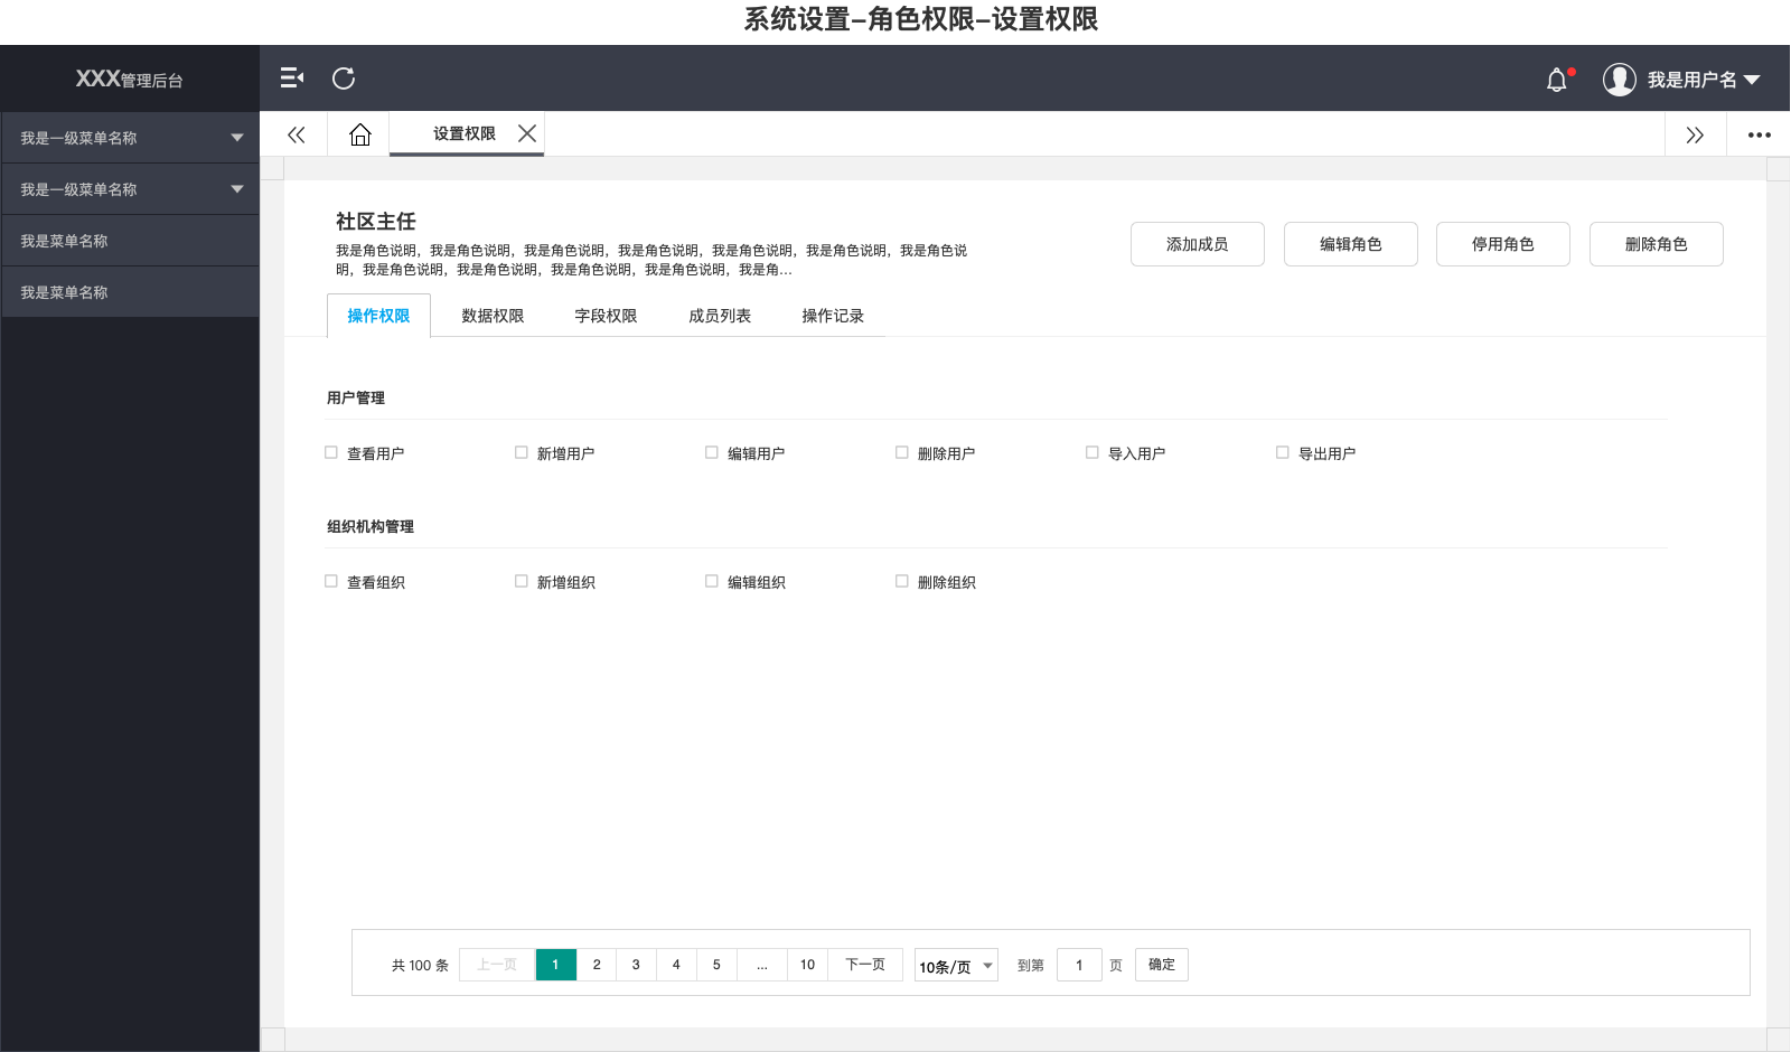 系统设置–角色权限–设置权限
XXX管理后台
我是用户名
我是一级菜单名称
我是一级菜单名称
我是菜单名称
我是菜单名称
设置权限
社区主任
我是角色说明，我是角色说明，我是角色说明，我是角色说明，我是角色说明，我是角色说明，我是角色说
明，我是角色说明，我是角色说明，我是角色说明，我是角色说明，我是角...
添加成员
编辑角色
停用角色
删除角色
操作权限 数据权限 字段权限 成员列表 操作记录
用户管理
查看用户 新增用户 编辑用户 删除用户 导入用户 导出用户
组织机构管理
查看组织 新增组织 编辑组织 删除组织
共 100 条 上一页 1 2 3 4 5 ... 10 下一页 10条/页 到第 1 页 确定